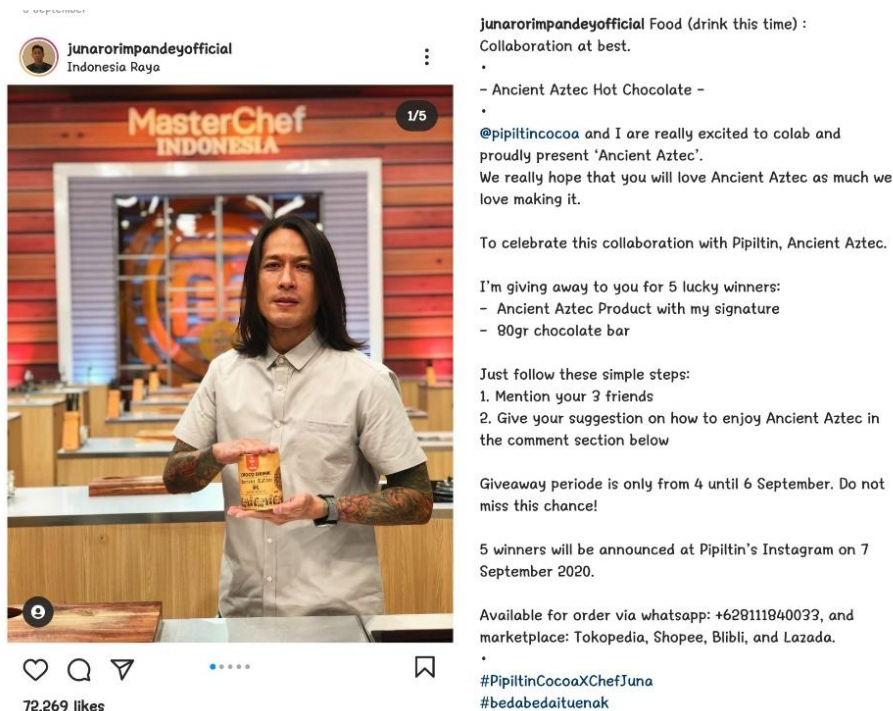 junarorimpandeyofficial
Indonesia Raya
MasterChef
INDONESIA
1/5
CHOCO DRINK
72.269 likes
junarorimpandeyofficial Food (drink this time) :
Collaboration at best.
•
- Ancient Aztec Hot Chocolate -
•
@pipiltincocoa and I are really excited to colab and
proudly present ‘Ancient Aztec’.
We really hope that you will love Ancient Aztec as much we
love making it.
To celebrate this collaboration with Pipiltin, Ancient Aztec.
I’m giving away to you for 5 lucky winners:
- Ancient Aztec Product with my signature
- 80gr chocolate bar
Just follow these simple steps:
1. Mention your 3 friends
2. Give your suggestion on how to enjoy Ancient Aztec in
the comment section below
Giveaway periode is only from 4 until 6 September. Do not
miss this chance!
5 winners will be announced at Pipiltin’s Instagram on 7
September 2020.
Available for order via whatsapp: +628111840033, and
marketplace: Tokopedia, Shopee, Blibli, and Lazada.
•
#PipiltinCocoaXChefJuna
#bedabedaituenak